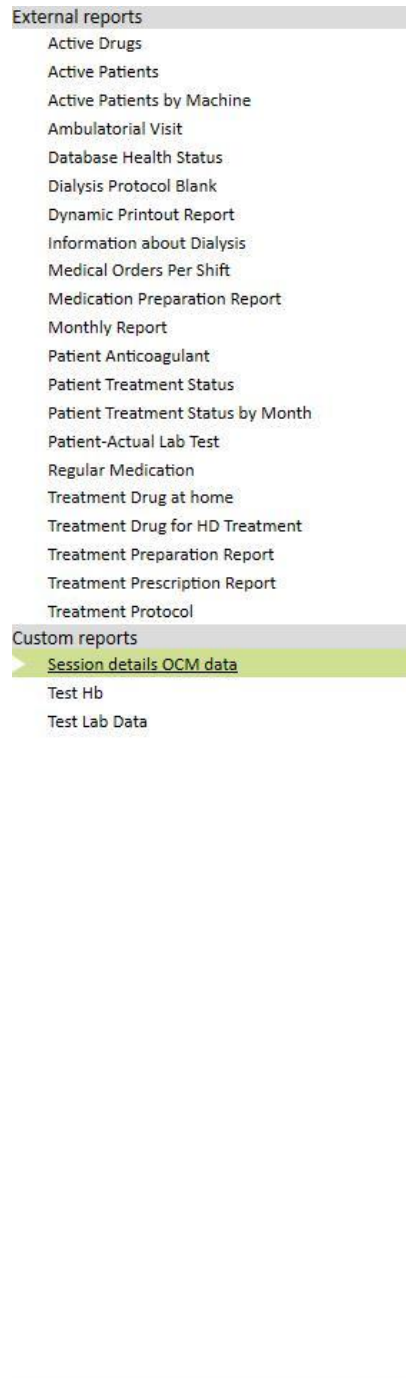 External reports
Active Drugs
Active Patients
Active Patients by Machine
Ambulatorial Visit
Database Health Status
Dialysis Protocol Blank
Dynamic Printout Report
Information about Dialysis
Medical Orders Per Shift
Medication Preparation Report
Monthly Report
Patient Anticoagulant
Patient Treatment Status
Patient Treatment Status by Month
Patient-Actual Lab Test
Regular Medication
Treatment Drug at home
Treatment Drug for HD Treatment
Treatment Preparation Report
Treatment Prescription Report
Treatment Protocol
Custom reports
Session details OCM data
Test Hb
Test Lab Data